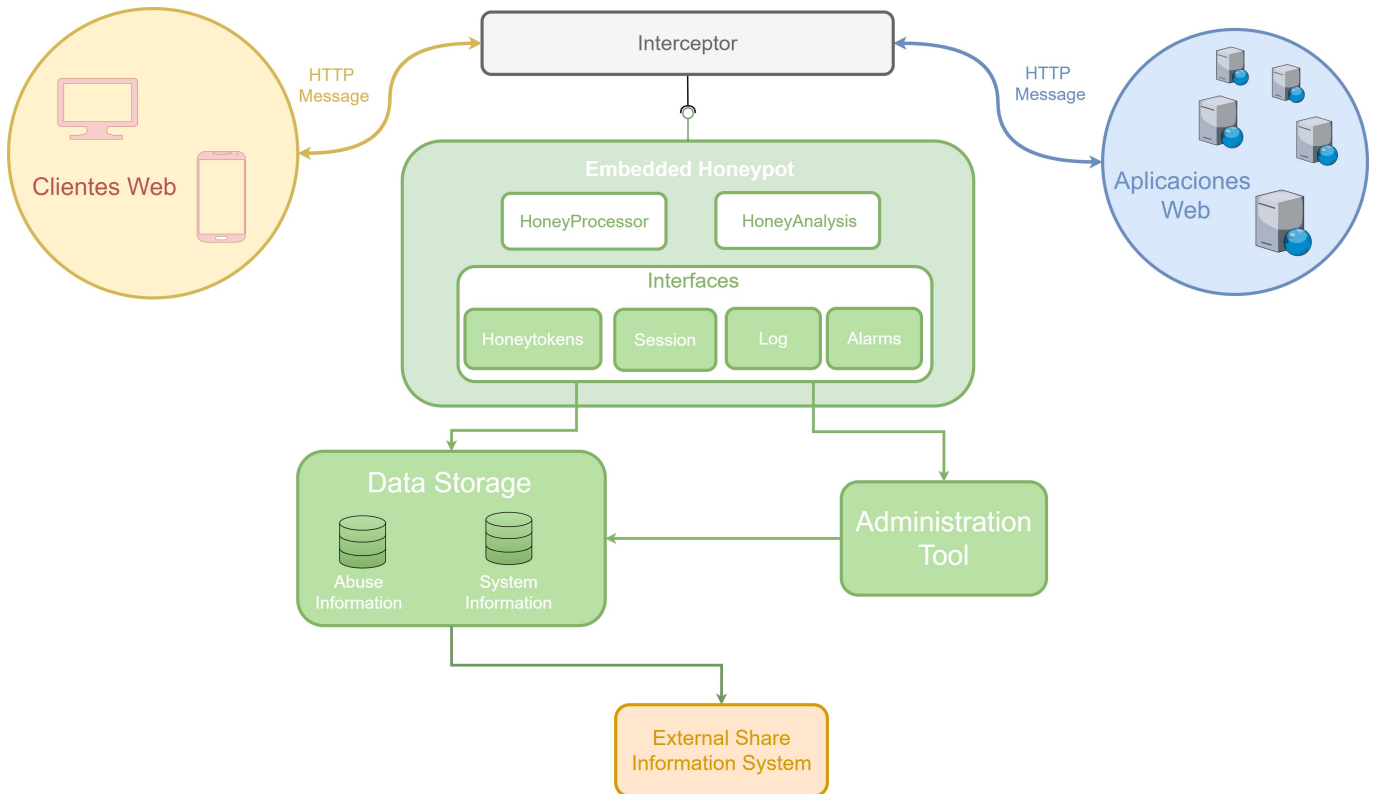 Interceptor
HTTP
Message
HTTP
Message
Clientes Web
Aplicaciones
Web
Embedded Honeypot
HoneyProcessor
HoneyAnalysis
Interfaces
Honeytokens
Session
Log
Alarms
Data Storage
Abuse
Information
System
Information
Administration
Tool
External Share
Information System